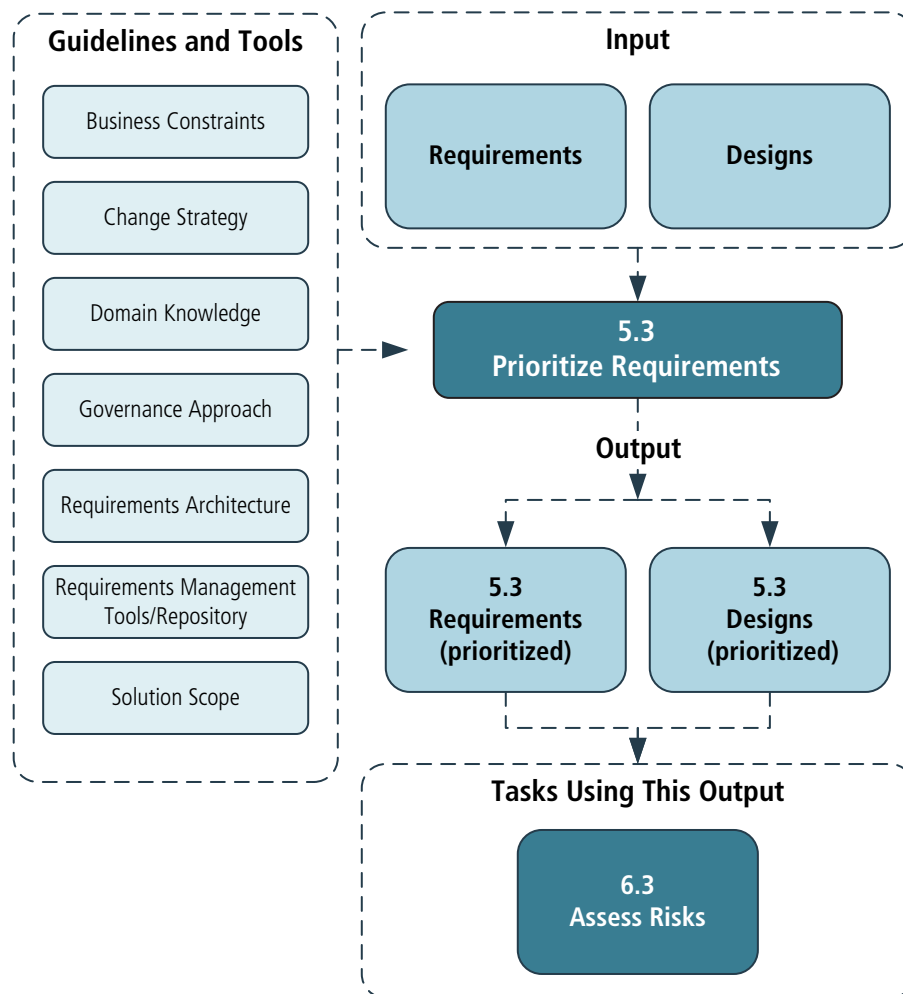 Guidelines and Tools
Business Constraints
Change Strategy
Domain Knowledge
Governance Approach
Requirements Architecture
Requirements Management
Tools/Repository
Solution Scope
Input
Requirements
Designs
5.3
Prioritize Requirements
Output
5.3
Requirements
(prioritized)
5.3
Designs
(prioritized)
Tasks Using This Output
6.3
Assess Risks